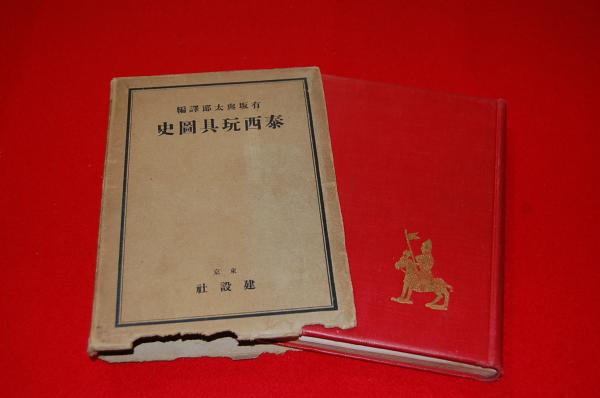 有坂與太郎譯編
泰西玩具圖史
東京
建設社